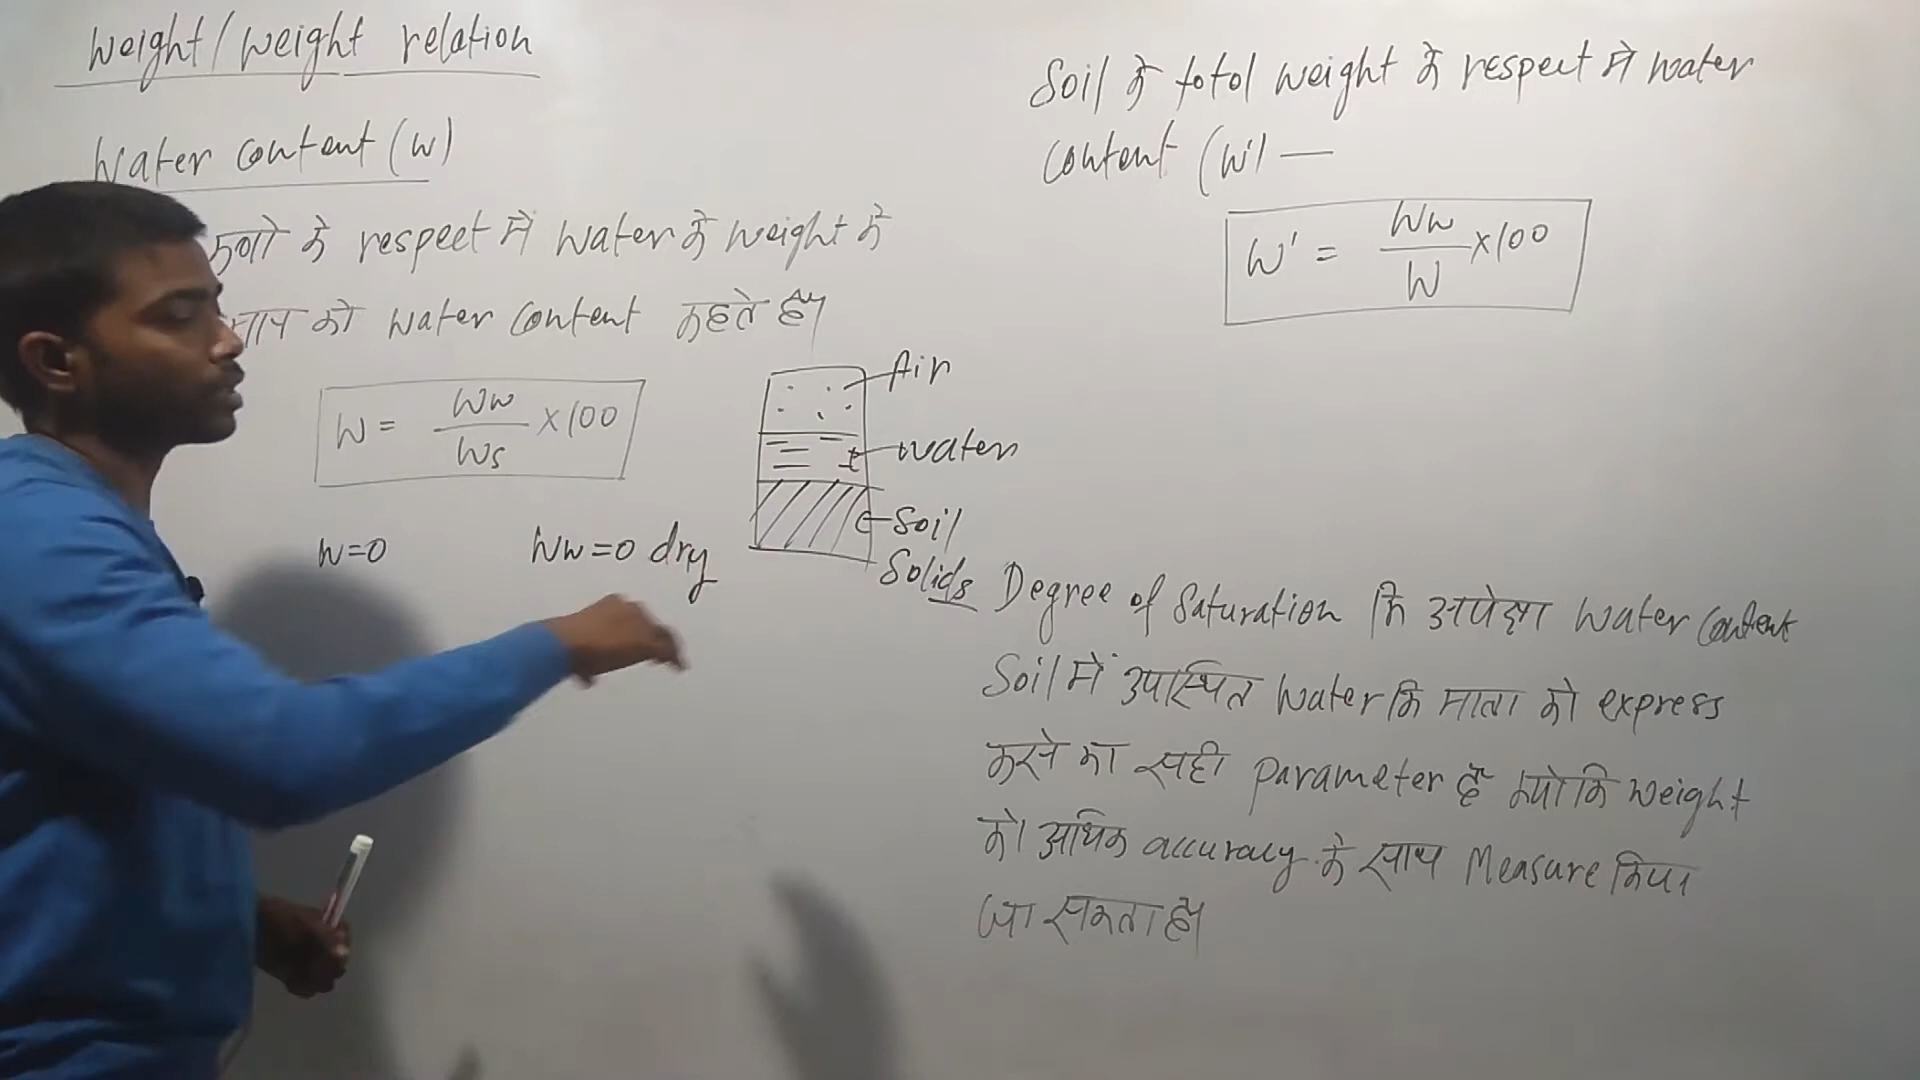 Weight/weight relation
Water content (w)
के respect मे water के weight के
को water content कहते है।
W = Ww/Ws ×100
w=0
Ww=0 dry
Air
water
Soil
Solids
Soil के total weight के respect मे water
content (w') —
W' = Ww/W ×100
Degree of Saturation कि अपेक्षा water content
Soil में उपस्थित water कि मात्रा को express
करने का सही parameter है क्योकि weight
को अधिक accuracy के साथ Measure किया
जा सकता है।